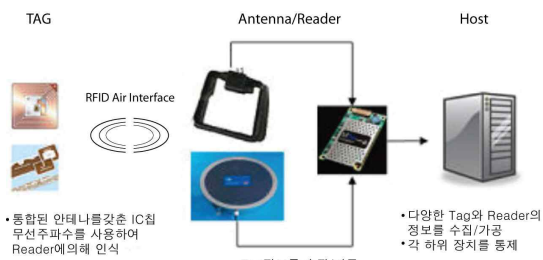 TAG
Antenna/Reader
Host
RFID Air Interface
•통합된 안테나를갖춘 IC칩
무선주파수를 사용하여
Reader에의해 인식
•다양한 Tag와 Reader의
정보를 수집/가공
•각 하위 장치를 통제